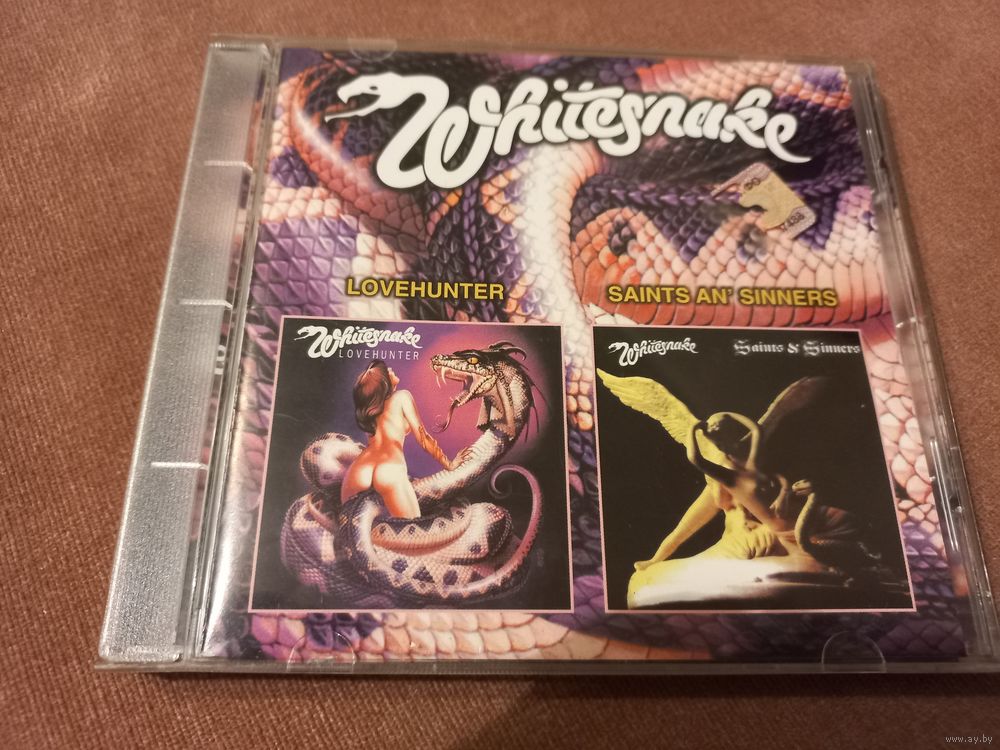 Whitesnake
LOVEHUNTER
SAINTS AN' SINNERS
Whitesnake
LOVEHUNTER
Whitesnake
Saints & Sinners
www.ay.by